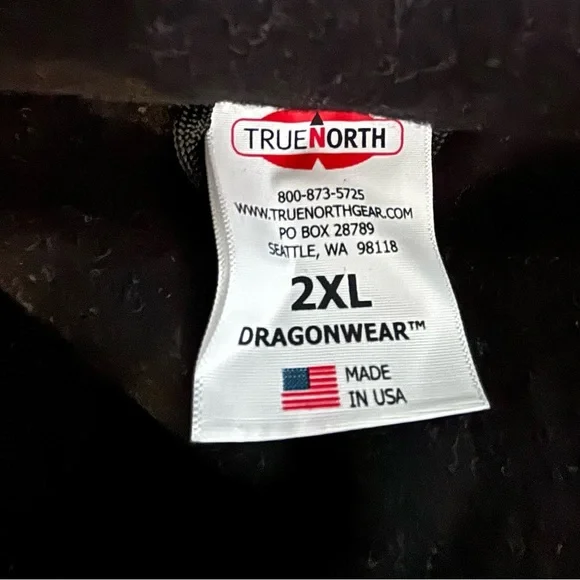 TRUENORTH
800-873-5725
WWW.TRUENORTHGEAR.COM
PO BOX 28789
SEATTLE, WA 98118
2XL
DRAGONWEAR™
MADE
IN USA